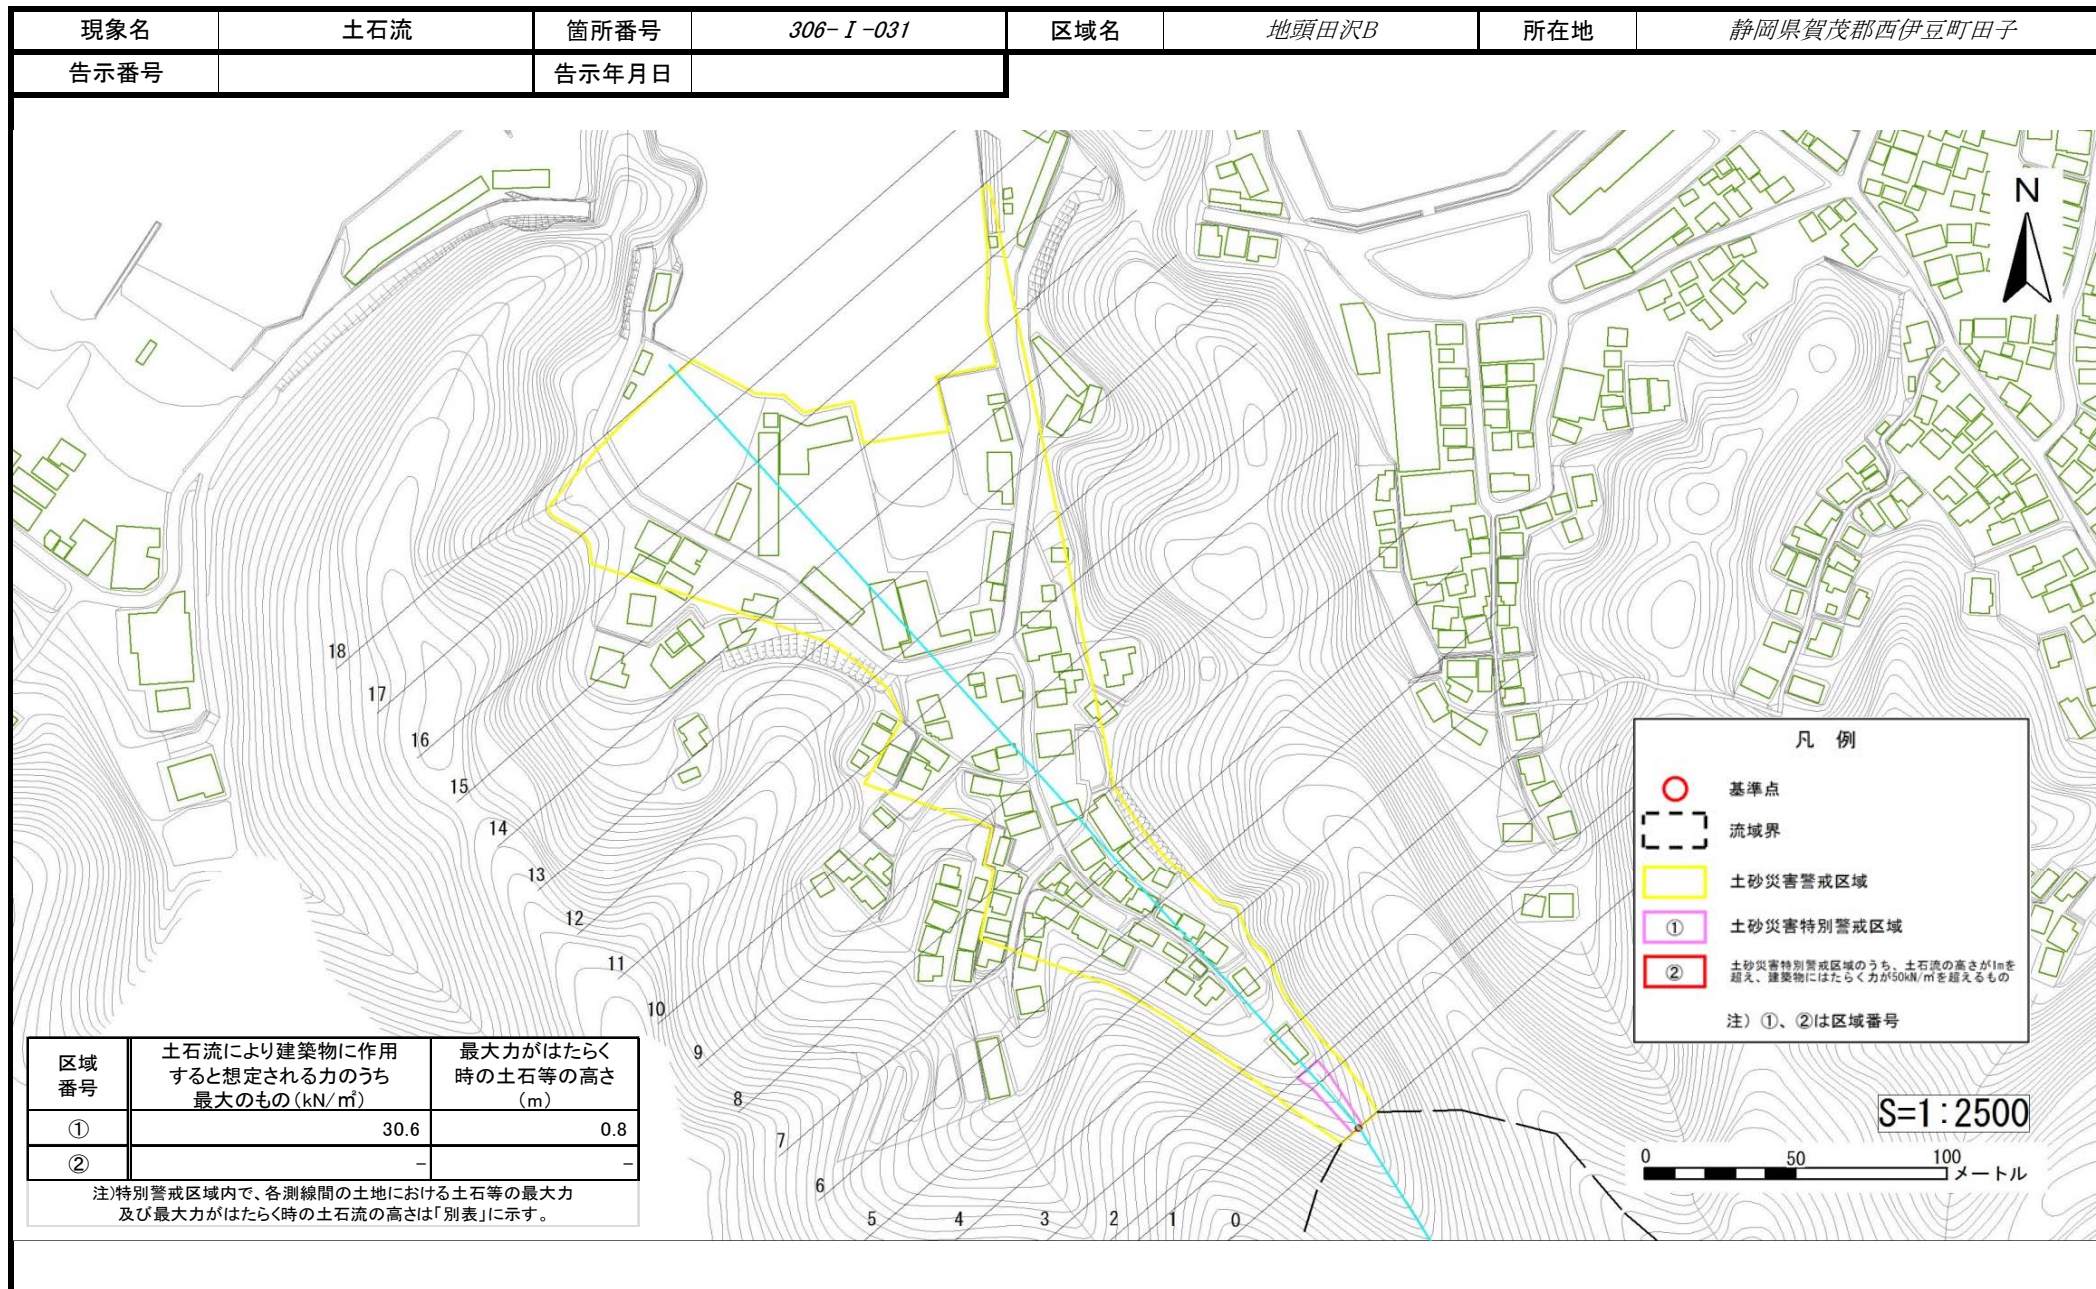 現象名 土石流 箇所番号 306-Ⅰ-031 区域名 地頭田沢B 所在地 静岡県賀茂郡西伊豆町田子
告示番号 告示年月日
N
18
17
16
15
14
13
12
11
10
9
8
7
6
5 4 3 2 1 0
凡 例
基準点
流域界
土砂災害警戒区域
① 土砂災害特別警戒区域
② 土砂災害特別警戒区域のうち、土石流の高さが1mを
超え、建築物にはたらく力が50kN/㎡を超えるもの
注）①、②は区域番号
区域
番号
土石流により建築物に作用
すると想定される力のうち
最大のもの（kN/㎡）
最大力がはたらく
時の土石等の高さ
（m）
① 30.6 0.8
② － －
注)特別警戒区域内で、各測線間の土地における土石等の最大力
及び最大力がはたらく時の土石流の高さは「別表」に示す。
S=1:2500
0 50 100
メートル